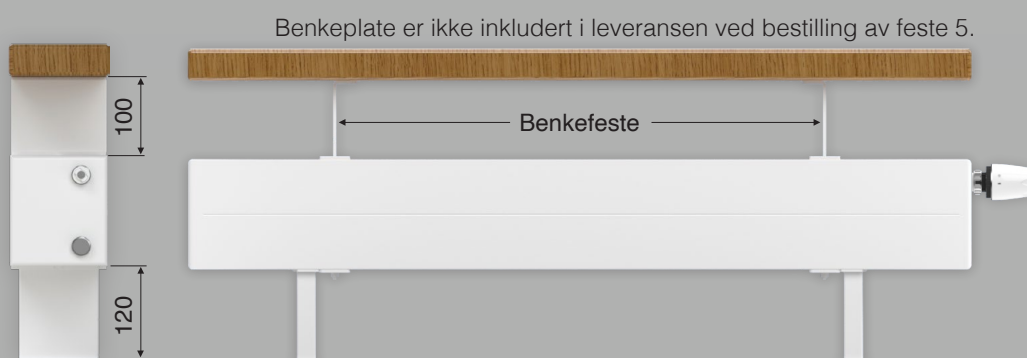 Benkeplate er ikke inkludert i leveransen ved bestilling av feste 5.
100
Benkefeste
120